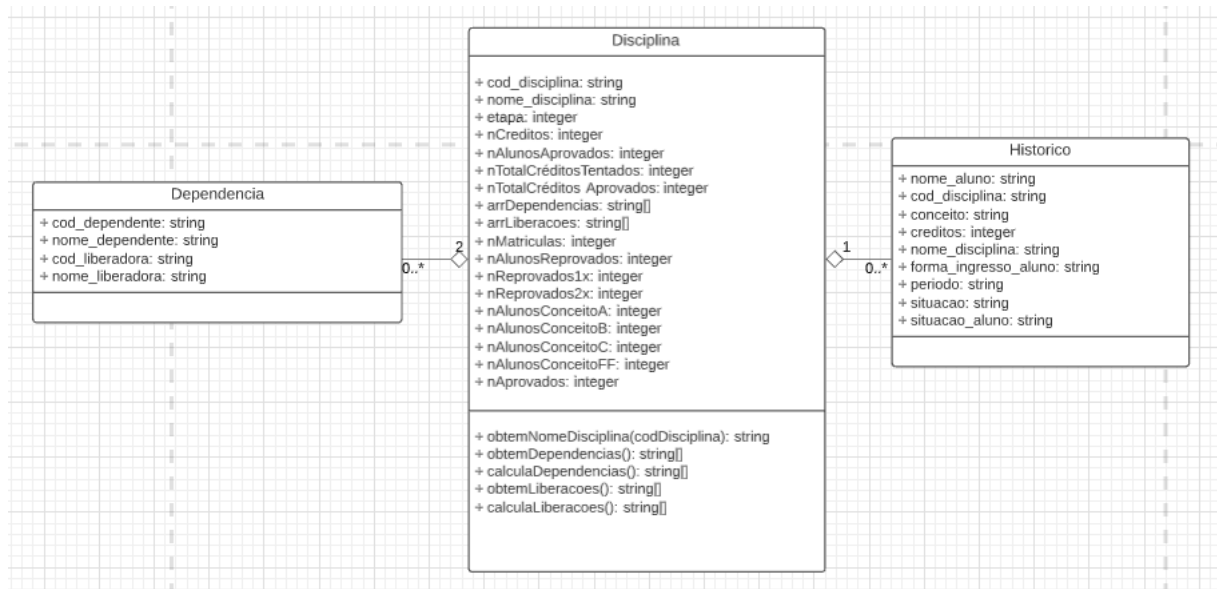 Dependencia
+ cod_dependente: string
+ nome_dependente: string
+ cod_liberadora: string
+ nome_liberadora: string
0..*
2
Disciplina
+ cod_disciplina: string
+ nome_disciplina: string
+ etapa: integer
+ nCreditos: integer
+ nAlunosAprovados: integer
+ nTotalCréditosTentados: integer
+ nTotalCréditos Aprovados: integer
+ arrDependencias: string[]
+ arrLiberacoes: string[]
+ nMatriculas: integer
+ nAlunosReprovados: integer
+ nReprovados1x: integer
+ nReprovados2x: integer
+ nAlunosConceitoA: integer
+ nAlunosConceitoB: integer
+ nAlunosConceitoC: integer
+ nAlunosConceitoFF: integer
+ nAprovados: integer
+ obtemNomeDisciplina(codDisciplina): string
+ obtemDependencias(): string[]
+ calculaDependencias(): string[]
+ obtemLiberacoes(): string[]
+ calculaLiberacoes(): string[]
1
0..*
Historico
+ nome_aluno: string
+ cod_disciplina: string
+ conceito: string
+ creditos: integer
+ nome_disciplina: string
+ forma_ingresso_aluno: string
+ periodo: string
+ situacao: string
+ situacao_aluno: string